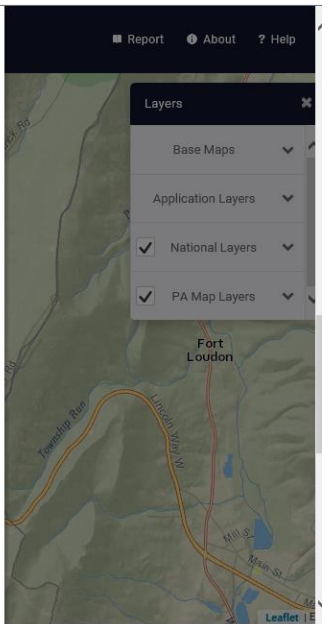 Report About ? Help
Layers
Base Maps
Application Layers
National Layers
PA Map Layers
Fort
Loudon
Township Run
Lincoln Way W
Mill S
Main St
Leaflet | E